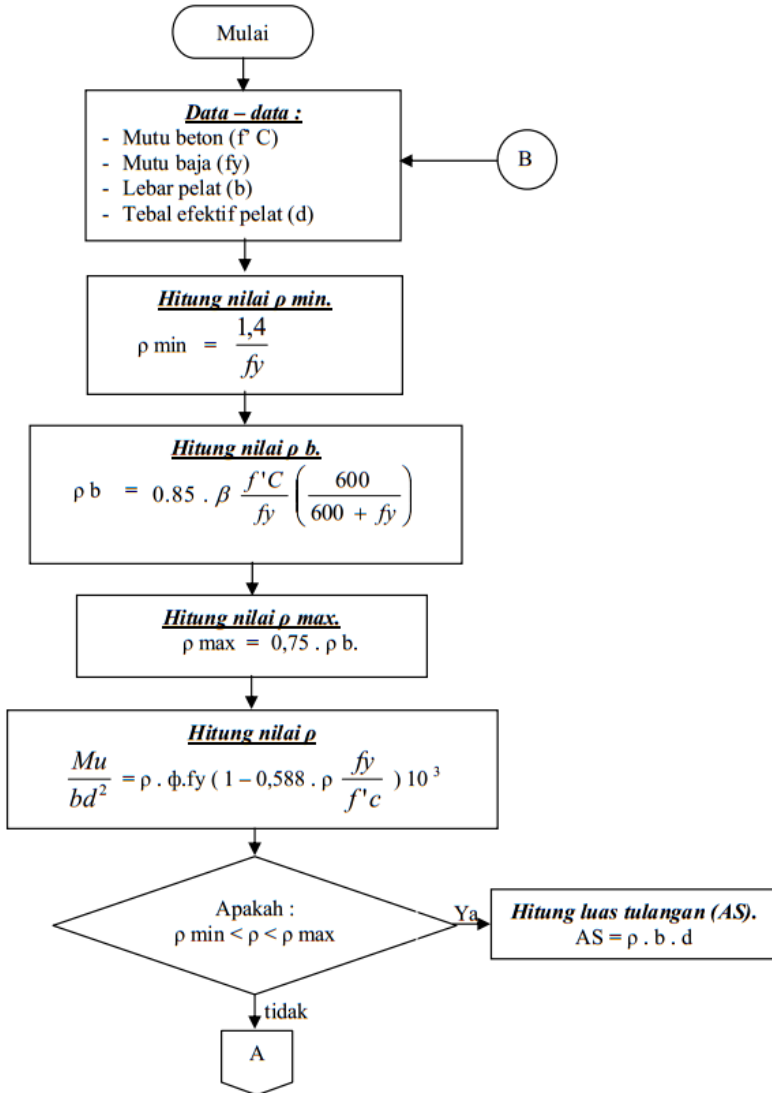 Mulai
Data – data :
- Mutu beton (f' C)
- Mutu baja (fy)
- Lebar pelat (b)
- Tebal efektif pelat (d)
B
Hitung nilai ρ min.
ρ min = 1,4 / fy
Hitung nilai ρ b.
ρ b = 0.85 . β f'C / fy ( 600 / 600 + fy )
Hitung nilai ρ max.
ρ max = 0,75 . ρ b.
Hitung nilai ρ
Mu / bd² = ρ . ф.fy ( 1 – 0,588 . ρ fy / f'c ) 10 ³
Apakah :
ρ min < ρ < ρ max
Ya
Hitung luas tulangan (AS).
AS = ρ . b . d
tidak
A